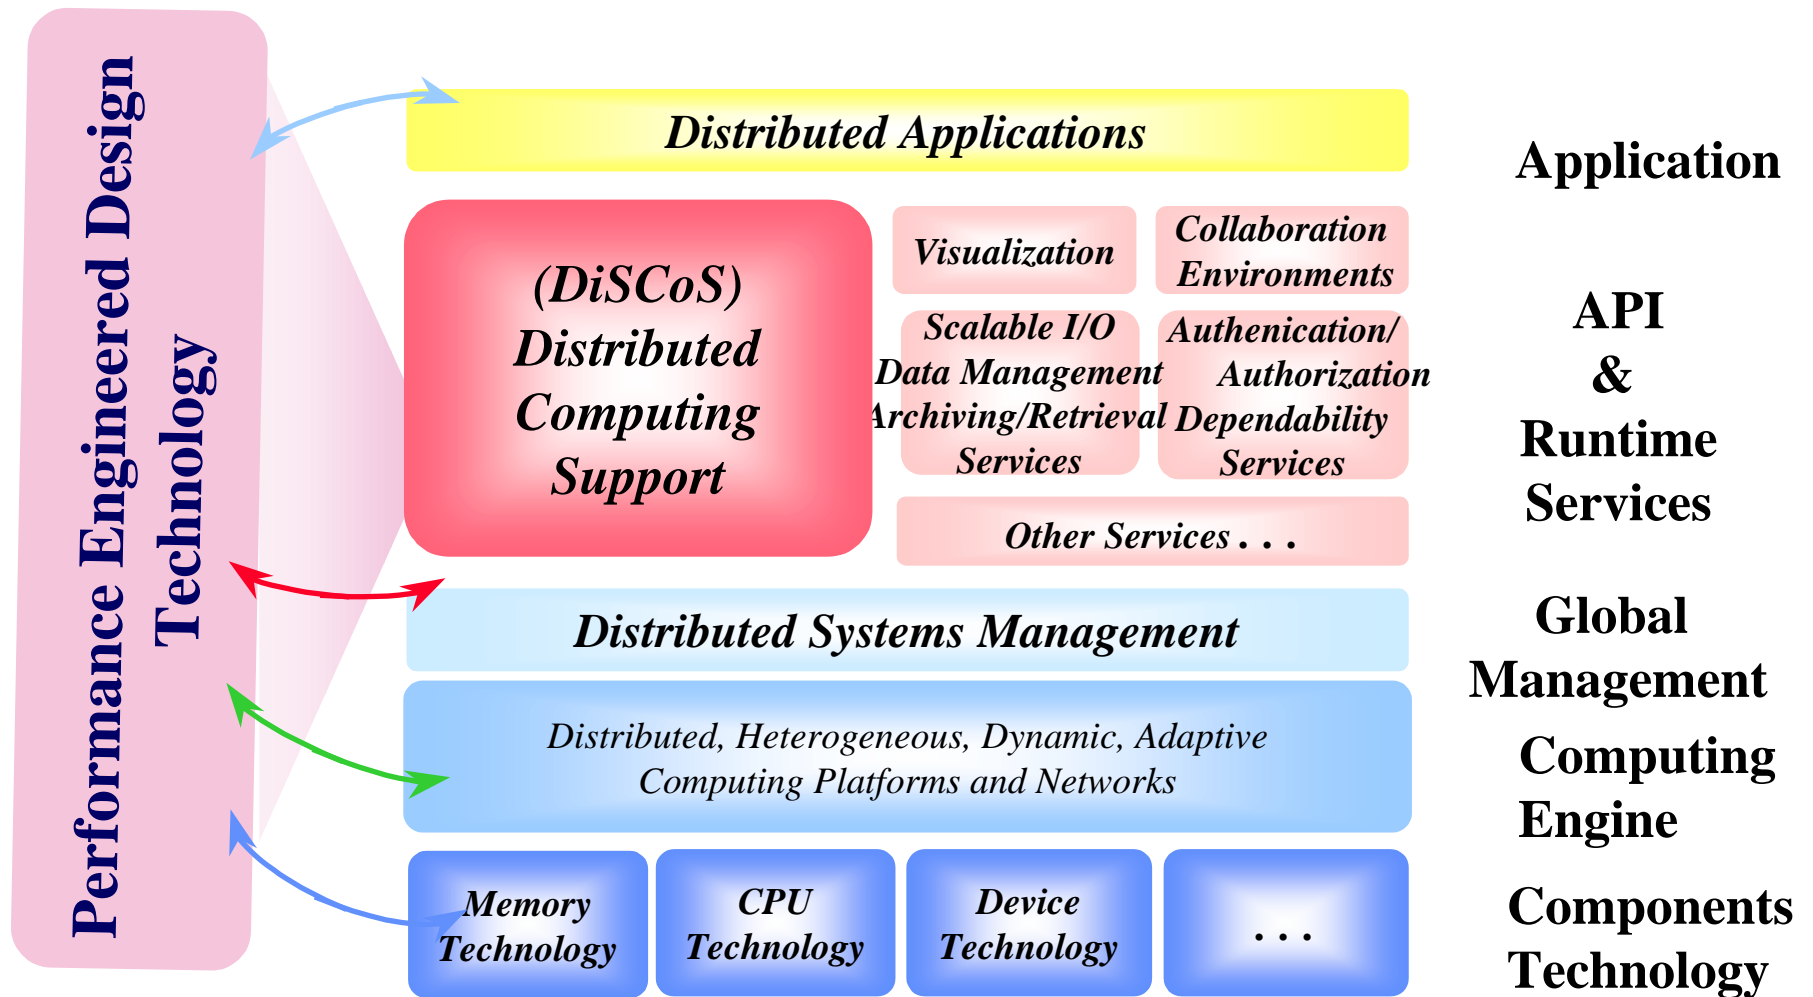 Performance Engineered Design
Technology
Distributed Applications
Application
(DiSCoS)
Distributed
Computing
Support
Visualization
Collaboration
Environments
Scalable I/O
Data Management
Archiving/Retrieval
Services
Authenication/
Authorization
Dependability
Services
Other Services . . .
API
&
Runtime
Services
Distributed Systems Management
Global
Management
Distributed, Heterogeneous, Dynamic, Adaptive
Computing Platforms and Networks
Computing
Engine
Memory
Technology
CPU
Technology
Device
Technology
. . .
Components
Technology